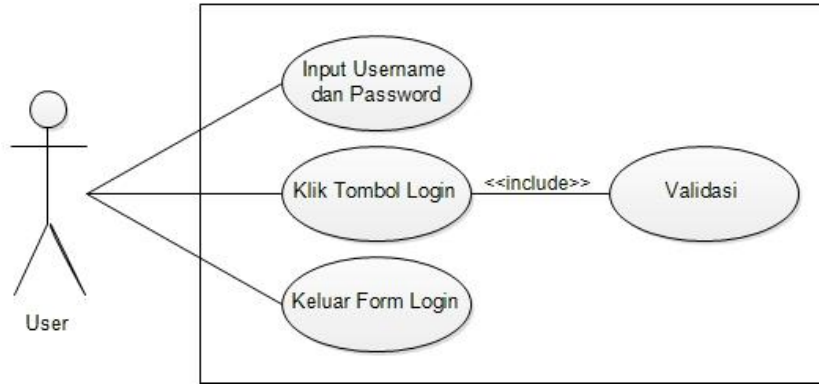 Input Username
dan Password
Klik Tombol Login
<<include>>
Validasi
Keluar Form Login
User